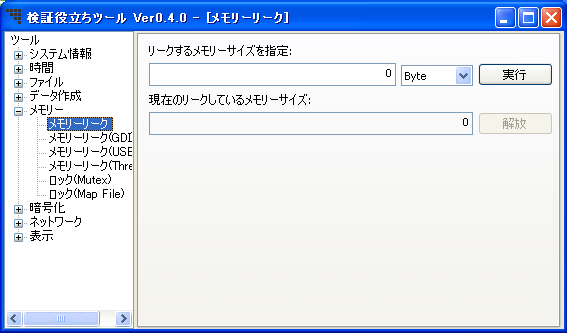 検証役立ちツール Ver0.4.0 - [メモリーリーク]
ツール
システム情報
時間
ファイル
データ作成
メモリー
メモリーリーク
メモリーリーク(GDI
メモリーリーク(USE
メモリーリーク(Thre
ロック(Mutex)
ロック(Map File)
暗号化
ネットワーク
表示
リークするメモリーサイズを指定:
0 Byte 実行
現在のリークしているメモリーサイズ:
0 解放